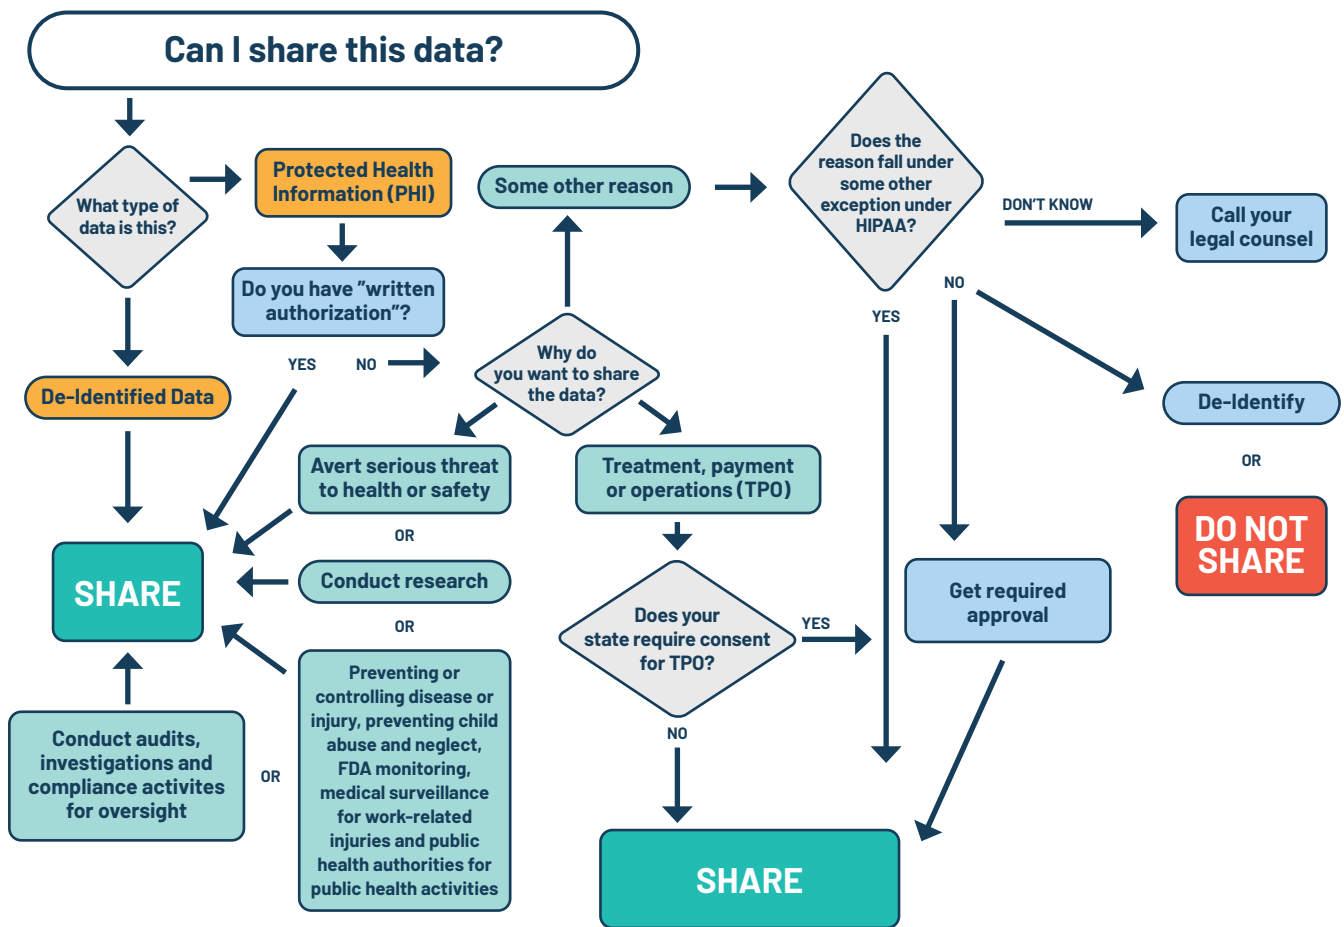 Can I share this data?
What type of
data is this?
Protected Health
Information (PHI)
Do you have "written
authorization"?
YES
NO
De-Identified Data
Some other reason
Why do
you want to share
the data?
Does the
reason fall under
some other
exception under
HIPAA?
DON'T KNOW
Call your
legal counsel
NO
YES
De-Identify
OR
DO NOT
SHARE
Avert serious threat
to health or safety
OR
Conduct research
OR
Preventing or
controlling disease or
injury, preventing child
abuse and neglect,
FDA monitoring,
medical surveillance
for work-related
injuries and public
health authorities for
public health activities
OR
Conduct audits,
investigations and
compliance activites
for oversight
SHARE
Treatment, payment
or operations (TPO)
Does your
state require consent
for TPO?
YES
NO
Get required
approval
SHARE